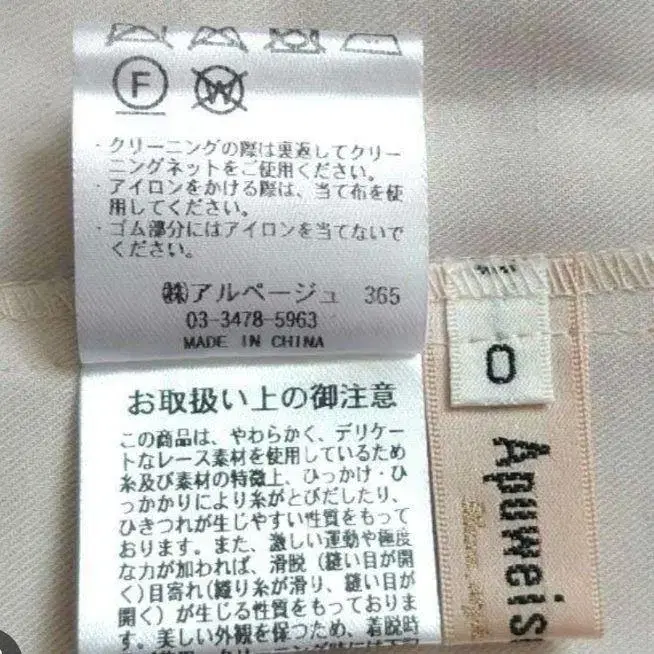 F
W
・クリーニングの際は裏返してクリー
ニングネットをご使用ください。
・アイロンをかける際は、当て布を使
用してください。
・ゴム部分にはアイロンを当てないで
ください。
㈱アルページュ 365
03-3478-5963
MADE IN CHINA
お取扱い上の御注意
この商品は、やわらかく、デリケー
トなレース素材を使用しているため
糸及び素材の特徴上、ひっかけ・ひ
っかかりにより糸がとびだしたり、
ひきつれが生じやすい性質をもって
おります。また、激しい運動や極度
な力が加われば、滑脱（縫い目が開
く)目寄れ(織り糸が滑り、縫い目が
開く）が生じる性質をもっておりま
す。美しい外観を保つため、着脱時
0
Apuweis